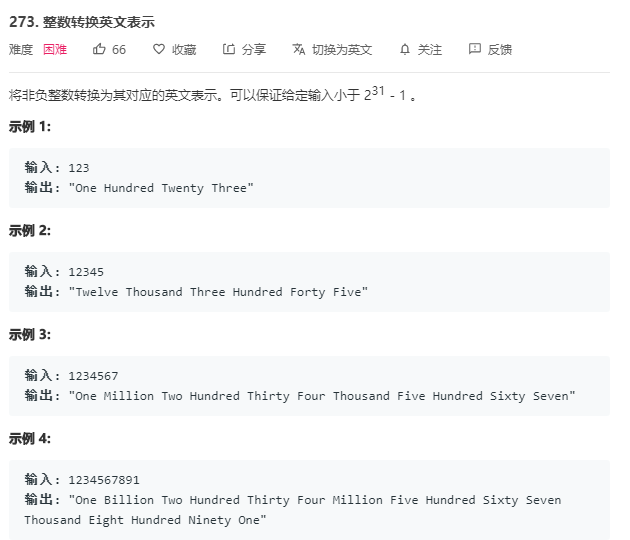 273. 整数转换英文表示
难度 困难 66 收藏 分享 切换为英文 关注 反馈
将非负整数转换为其对应的英文表示。可以保证给定输入小于 2^31 - 1 。
示例 1:
输入: 123
输出: "One Hundred Twenty Three"
示例 2:
输入: 12345
输出: "Twelve Thousand Three Hundred Forty Five"
示例 3:
输入: 1234567
输出: "One Million Two Hundred Thirty Four Thousand Five Hundred Sixty Seven"
示例 4:
输入: 1234567891
输出: "One Billion Two Hundred Thirty Four Million Five Hundred Sixty Seven
Thousand Eight Hundred Ninety One"